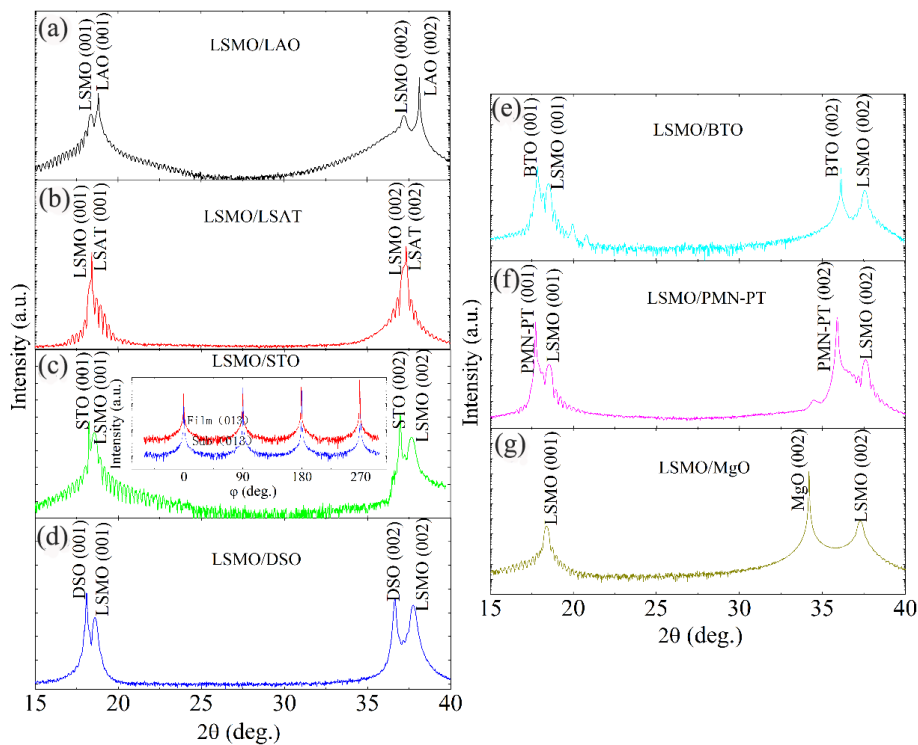 (a)
LSMO/LAO
LSMO (001)
LAO (001)
LSMO (002)
LAO (002)
(b)
LSMO/LSAT
LSMO (001)
LSAT (001)
LSMO (002)
LSAT (002)
(c)
LSMO/STO
STO (001)
LSMO (001)
STO (002)
LSMO (002)
Intensity (a.u.)
Film (013)
0 90 180 270
φ (deg.)
(d)
LSMO/DSO
DSO (001)
LSMO (001)
DSO (002)
LSMO (002)
Intensity (a.u.)
15 20 25 30 35 40
2θ (deg.)
(e)
LSMO/BTO
BTO (001)
LSMO (001)
BTO (002)
LSMO (002)
(f)
LSMO/PMN-PT
PMN-PT (001)
LSMO (001)
PMN-PT (002)
LSMO (002)
(g)
LSMO/MgO
LSMO (001)
MgO (002)
LSMO (002)
Intensity (a.u.)
15 20 25 30 35 40
2θ (deg.)